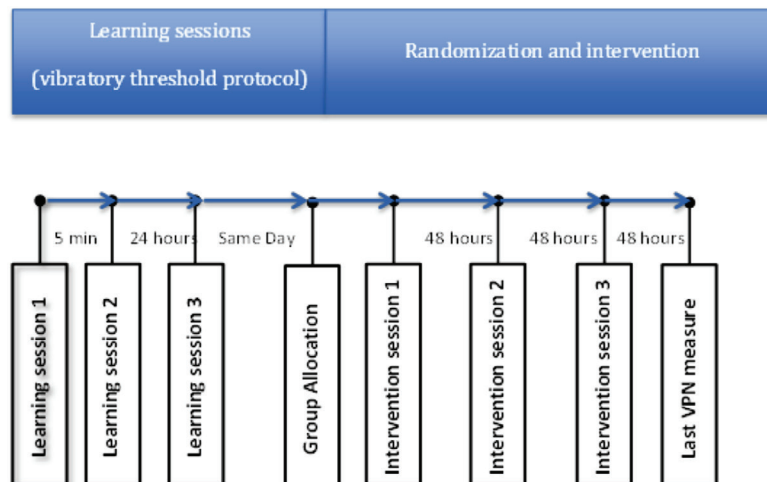 Learning sessions
(vibratory threshold protocol)
Randomization and intervention
5 min
24 hours
Same Day
48 hours
48 hours
48 hours
Learning session 1
Learning session 2
Learning session 3
Group Allocation
Intervention session 1
Intervention session 2
Intervention session 3
Last VPN measure